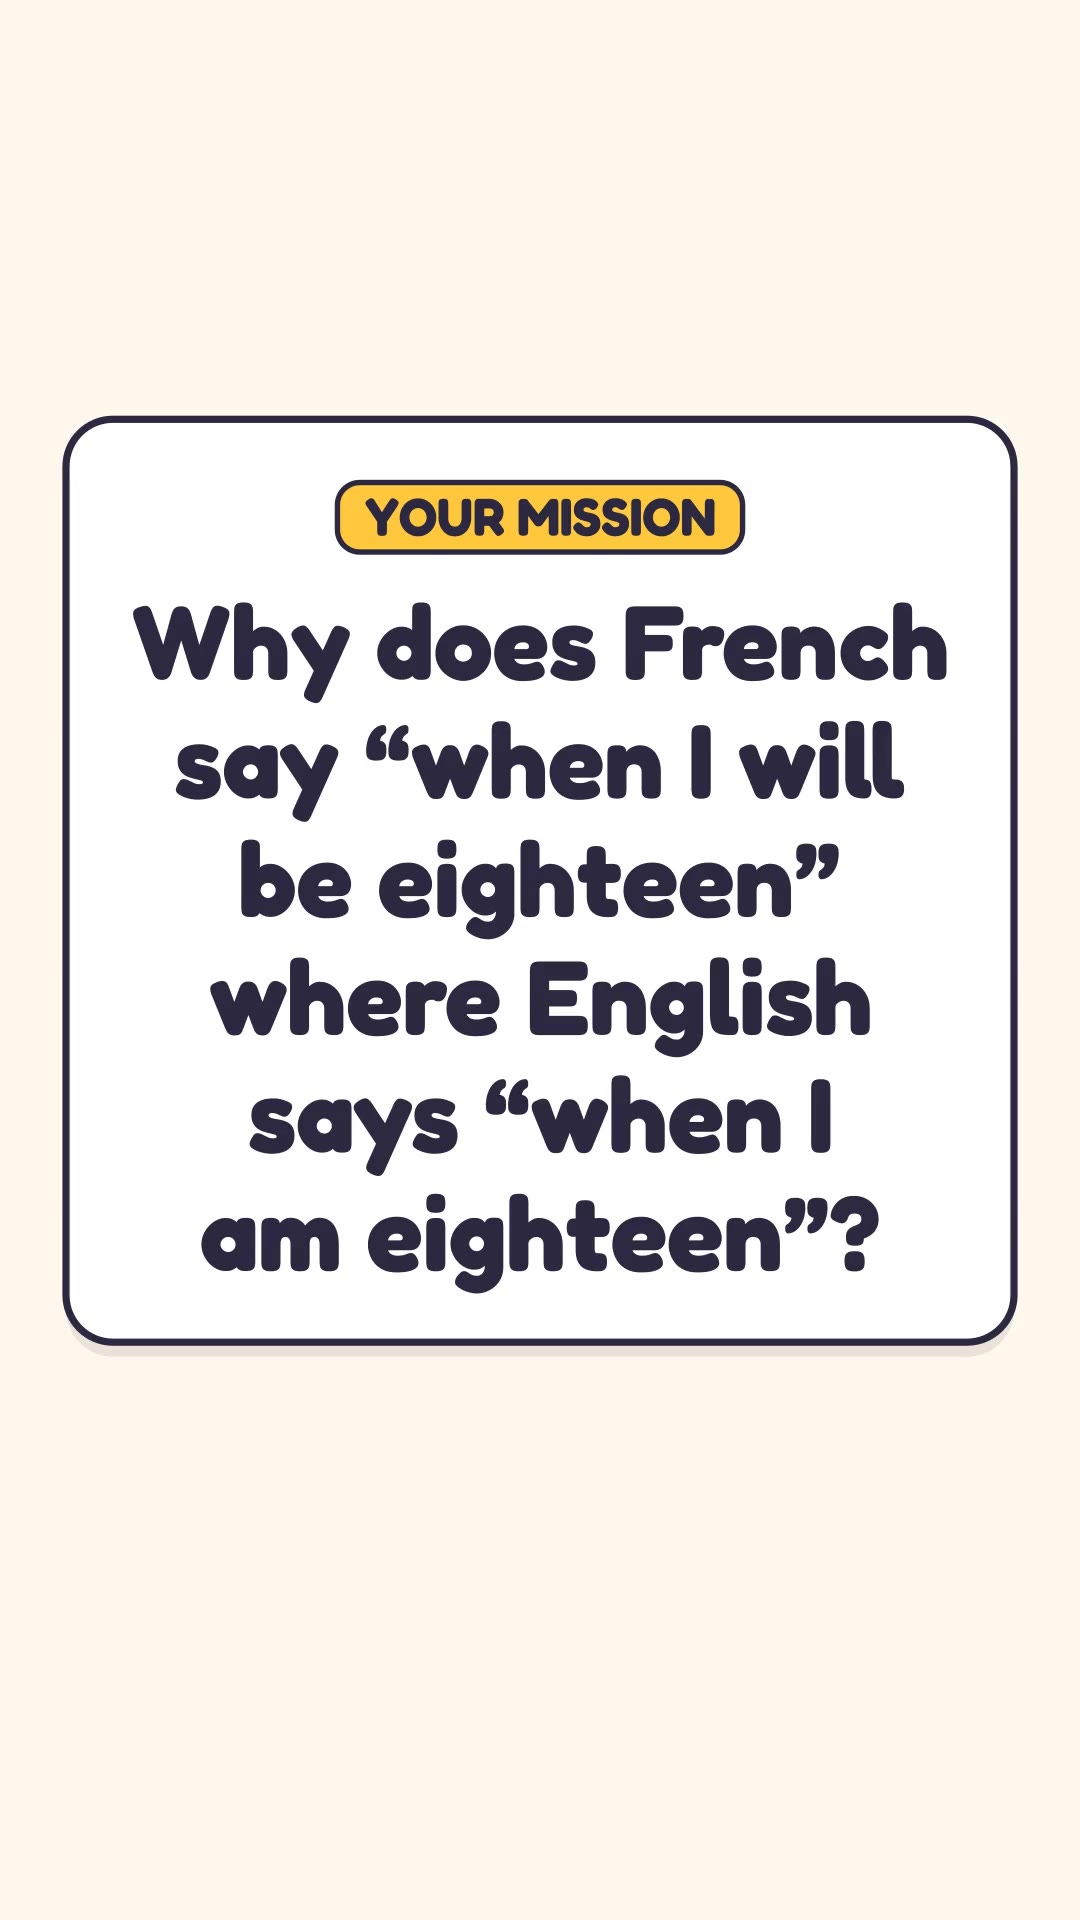 YOUR MISSION
Why does French
say “when I will
be eighteen”
where English
says “when I
am eighteen”?